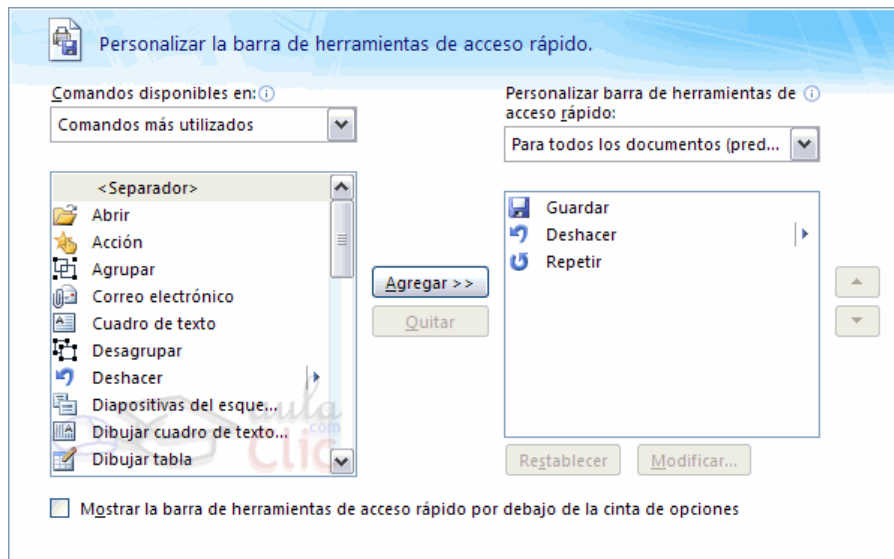 Personalizar la barra de herramientas de acceso rápido.
Comandos disponibles en:
Comandos más utilizados
<Separador>
Abrir
Acción
Agrupar
Correo electrónico
Cuadro de texto
Desagrupar
Deshacer
Diapositivas del esque...
Dibujar cuadro de texto...
Dibujar tabla
aula
.com
Clic
Agregar >>
Quitar
Personalizar barra de herramientas de
acceso rápido:
Para todos los documentos (pred...
Guardar
Deshacer
Repetir
Restablecer
Modificar...
Mostrar la barra de herramientas de acceso rápido por debajo de la cinta de opciones